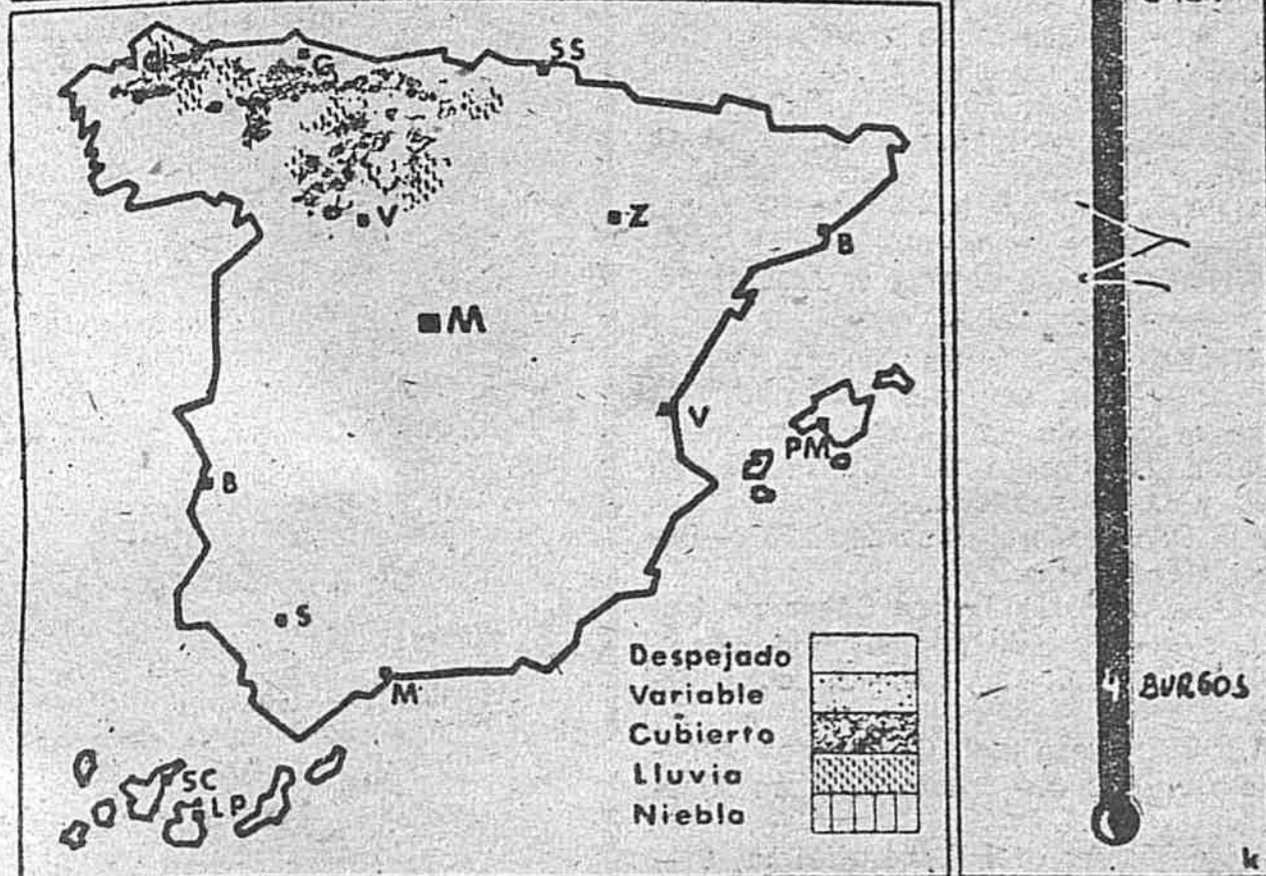 G
SS
V
Z
B
M
V
PM
B
S
M
SC
LP
Despejado
Variable
Cubierto
Lluvia
Niebla
4 BURGOS
k